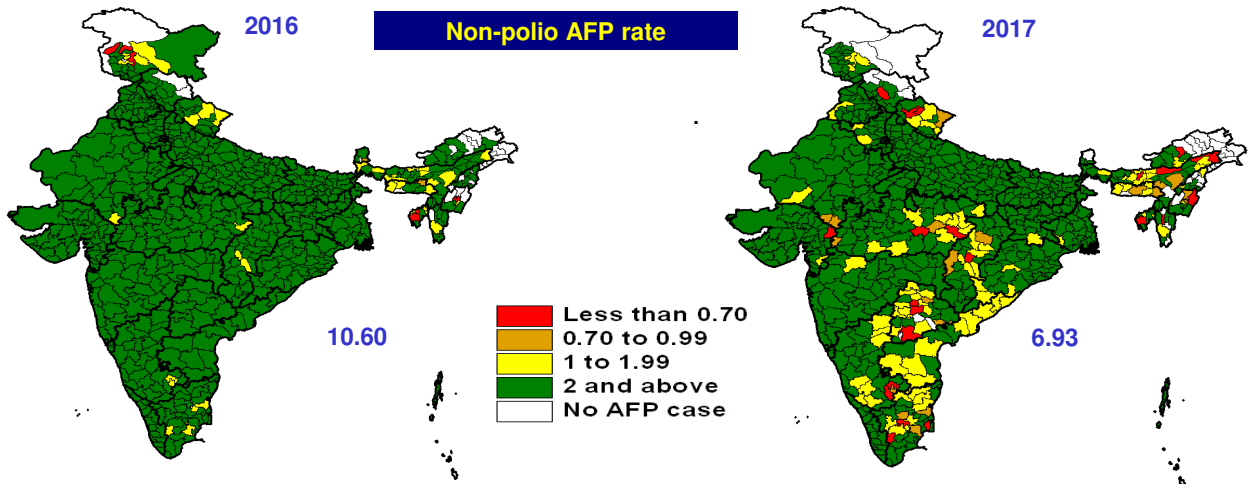 2016
Non-polio AFP rate
2017
10.60
Less than 0.70
0.70 to 0.99
1 to 1.99
2 and above
No AFP case
6.93